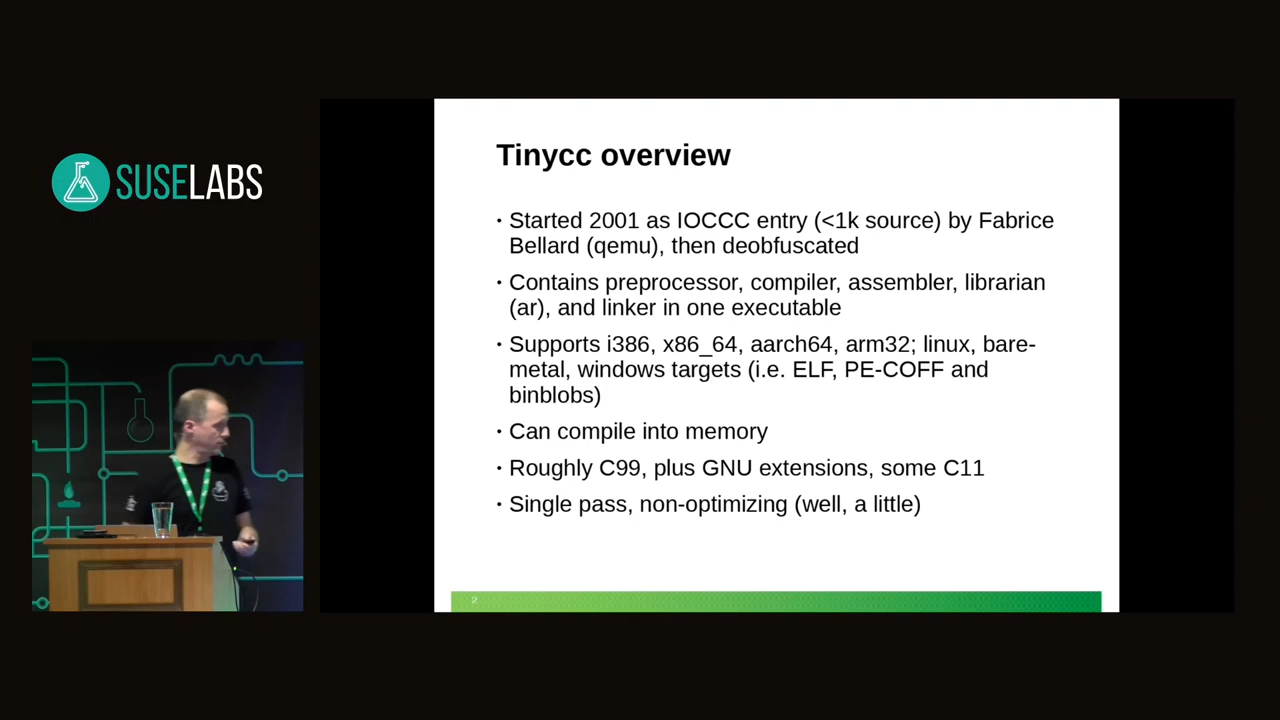 SUSELABS
Tinycc overview
• Started 2001 as IOCCC entry (<1k source) by Fabrice
Bellard (qemu), then deobfuscated
• Contains preprocessor, compiler, assembler, librarian
(ar), and linker in one executable
• Supports i386, x86_64, aarch64, arm32; linux, bare-
metal, windows targets (i.e. ELF, PE-COFF and
binblobs)
• Can compile into memory
• Roughly C99, plus GNU extensions, some C11
• Single pass, non-optimizing (well, a little)
2